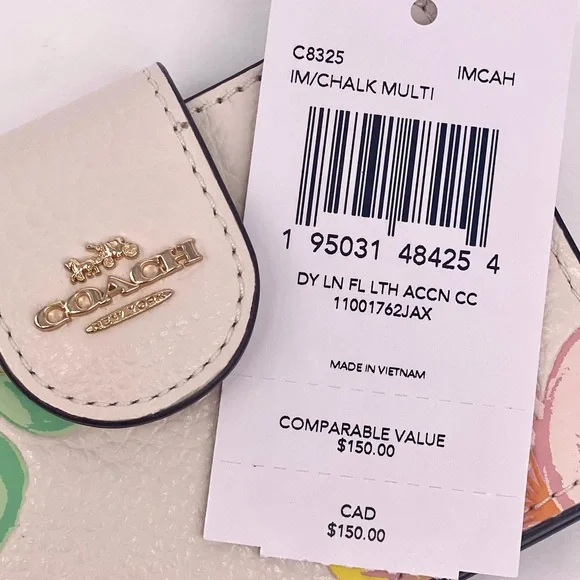 C8325 IMCAH
IM/CHALK MULTI
1 95031 48425 4
DY LN FL LTH ACCN CC
11001762JAX
MADE IN VIETNAM
COMPARABLE VALUE
$150.00
CAD
$150.00
COACH
NEW YORK